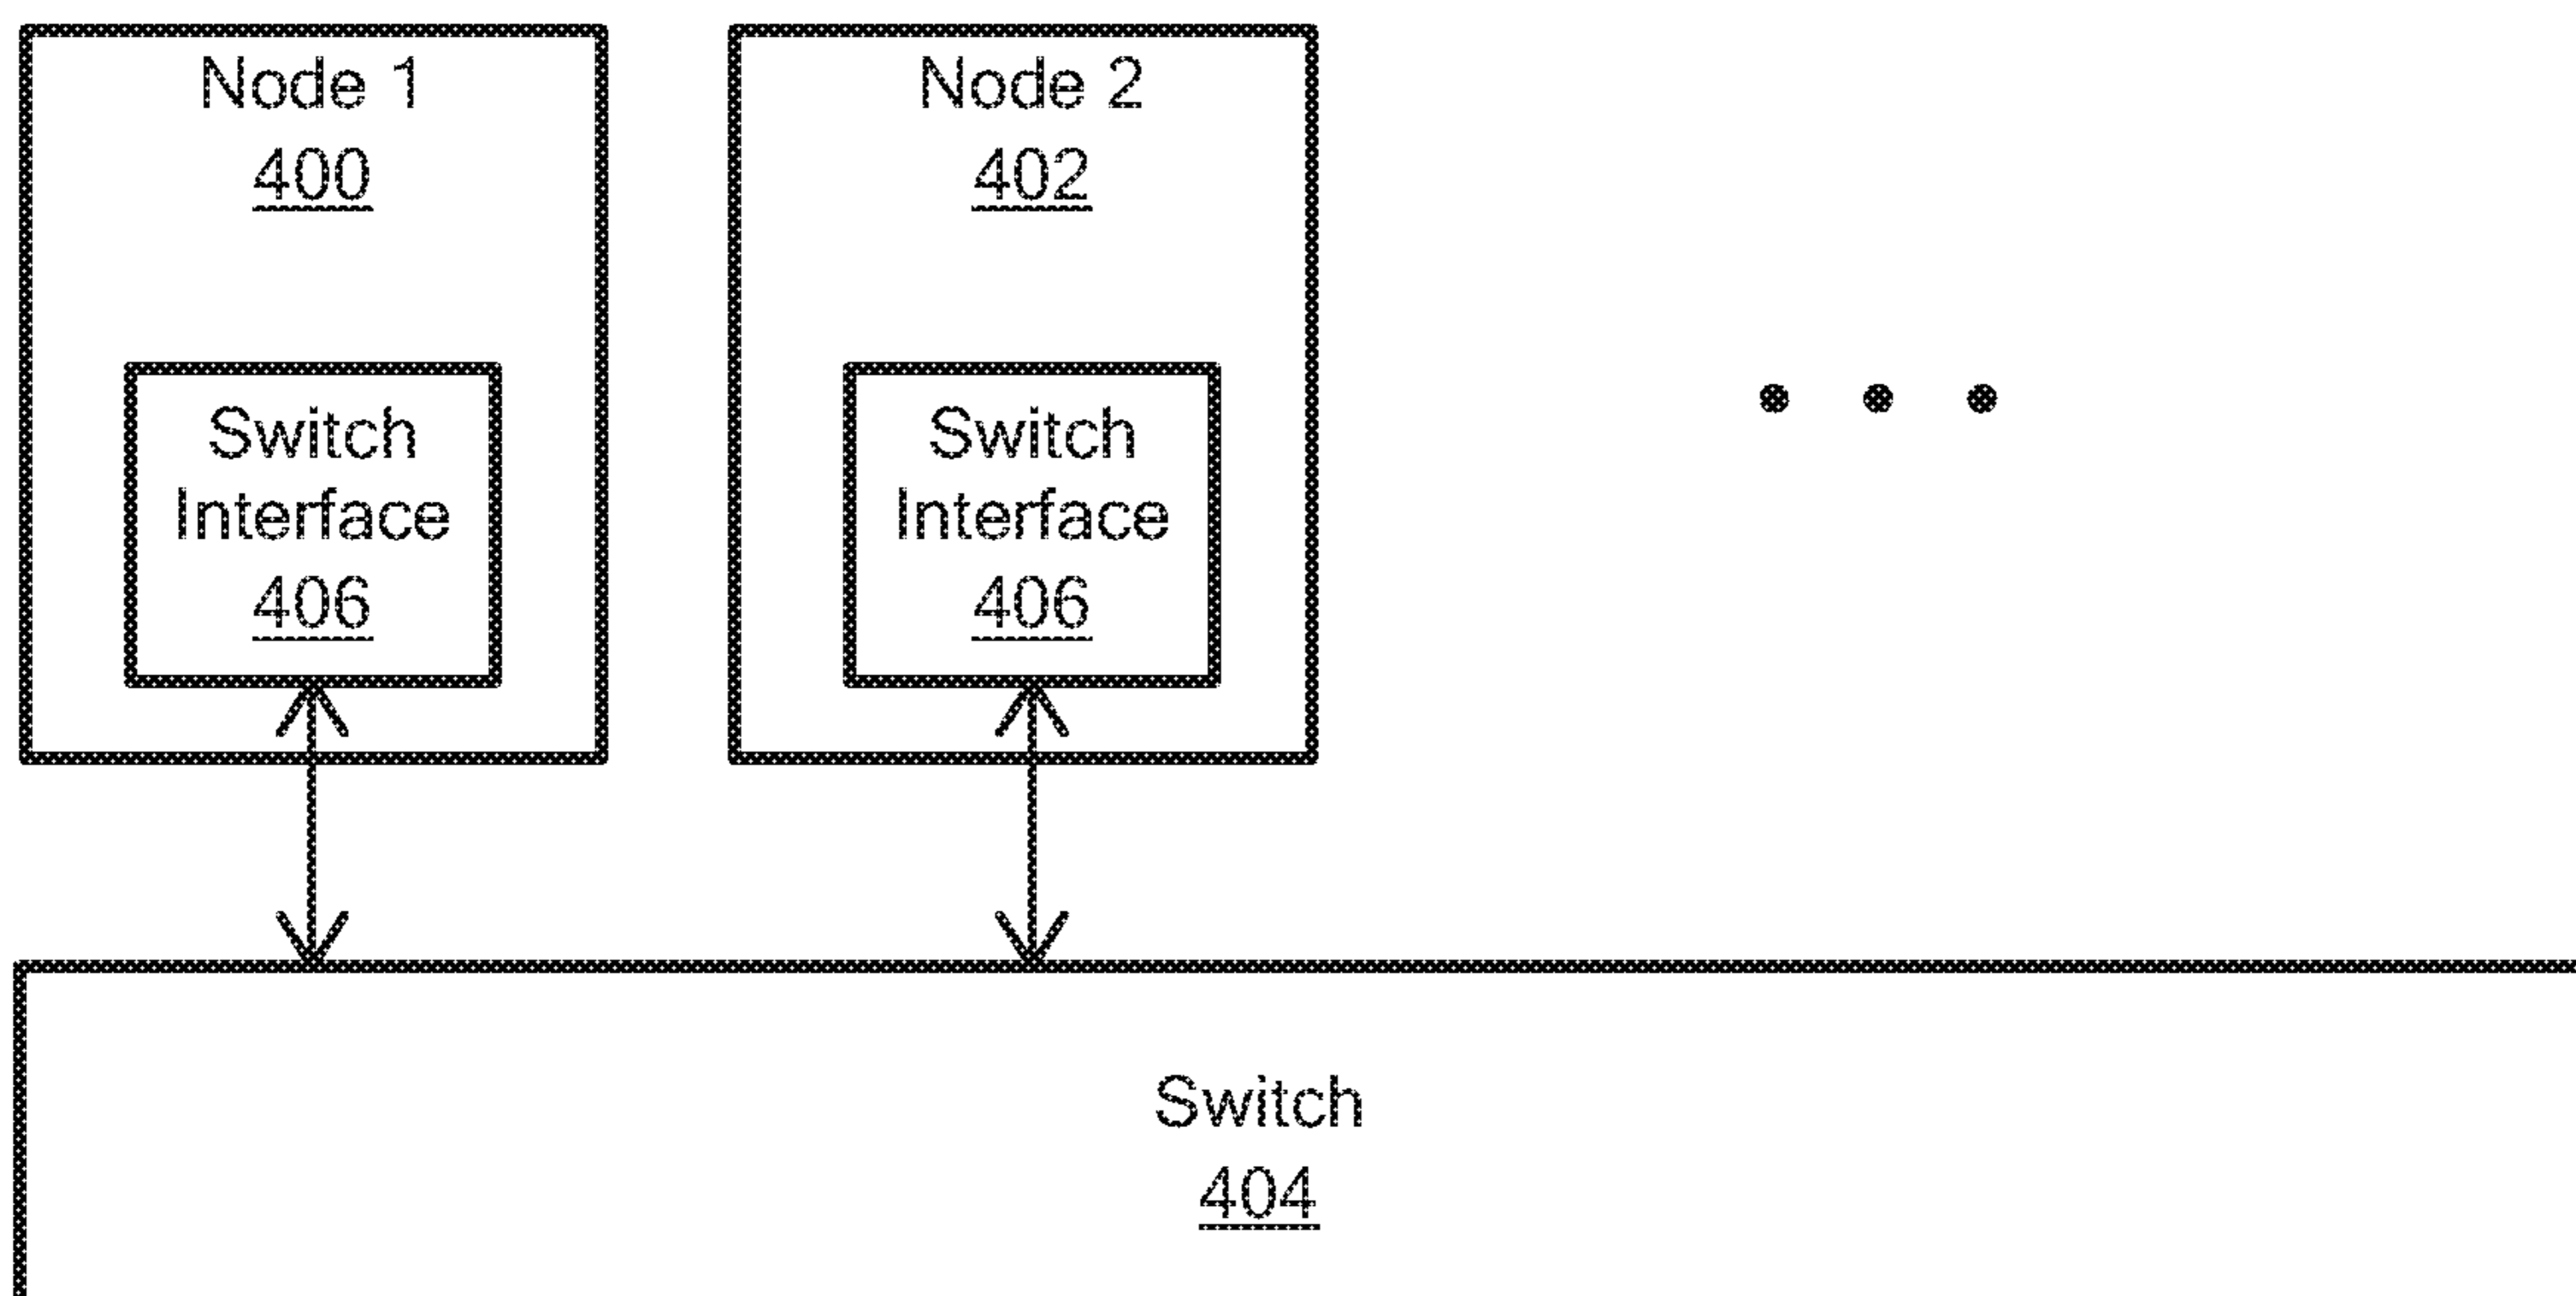 Node 1
400
Switch
Interface
406
Node 2
402
Switch
Interface
406
Switch
404